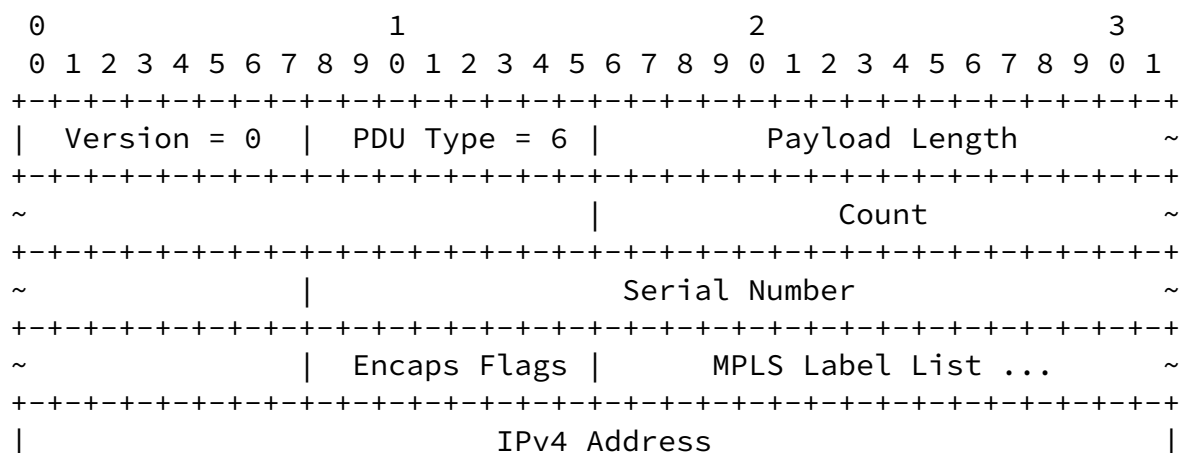 0                   1                   2                   3
 0 1 2 3 4 5 6 7 8 9 0 1 2 3 4 5 6 7 8 9 0 1 2 3 4 5 6 7 8 9 0 1
+-+-+-+-+-+-+-+-+-+-+-+-+-+-+-+-+-+-+-+-+-+-+-+-+-+-+-+-+-+-+-+-+
|  Version = 0  |  PDU Type = 6 |         Payload Length        ~
+-+-+-+-+-+-+-+-+-+-+-+-+-+-+-+-+-+-+-+-+-+-+-+-+-+-+-+-+-+-+-+-+
~                               |             Count             ~
+-+-+-+-+-+-+-+-+-+-+-+-+-+-+-+-+-+-+-+-+-+-+-+-+-+-+-+-+-+-+-+-+
~               |                 Serial Number                 ~
+-+-+-+-+-+-+-+-+-+-+-+-+-+-+-+-+-+-+-+-+-+-+-+-+-+-+-+-+-+-+-+-+
~               |  Encaps Flags |      MPLS Label List ...      ~
+-+-+-+-+-+-+-+-+-+-+-+-+-+-+-+-+-+-+-+-+-+-+-+-+-+-+-+-+-+-+-+-+
|                          IPv4 Address                         |